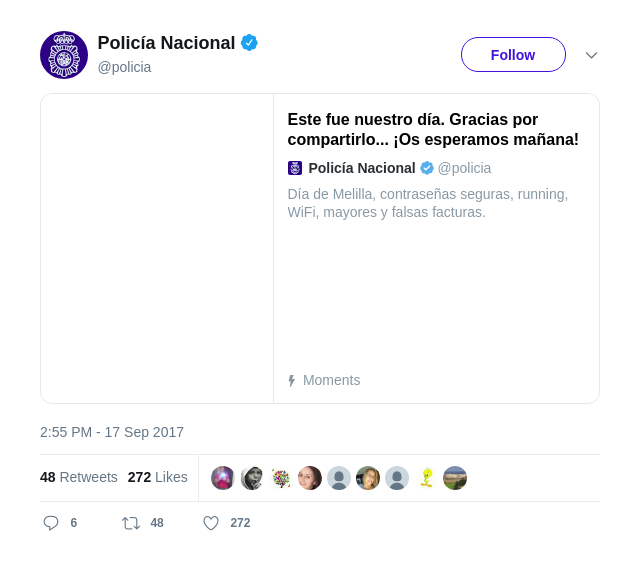 Policía Nacional
@policia
Follow
Este fue nuestro día. Gracias por
compartirlo... ¡Os esperamos mañana!
Policía Nacional @policia
Día de Melilla, contraseñas seguras, running,
WiFi, mayores y falsas facturas.
Moments
2:55 PM - 17 Sep 2017
48 Retweets 272 Likes
6 48 272